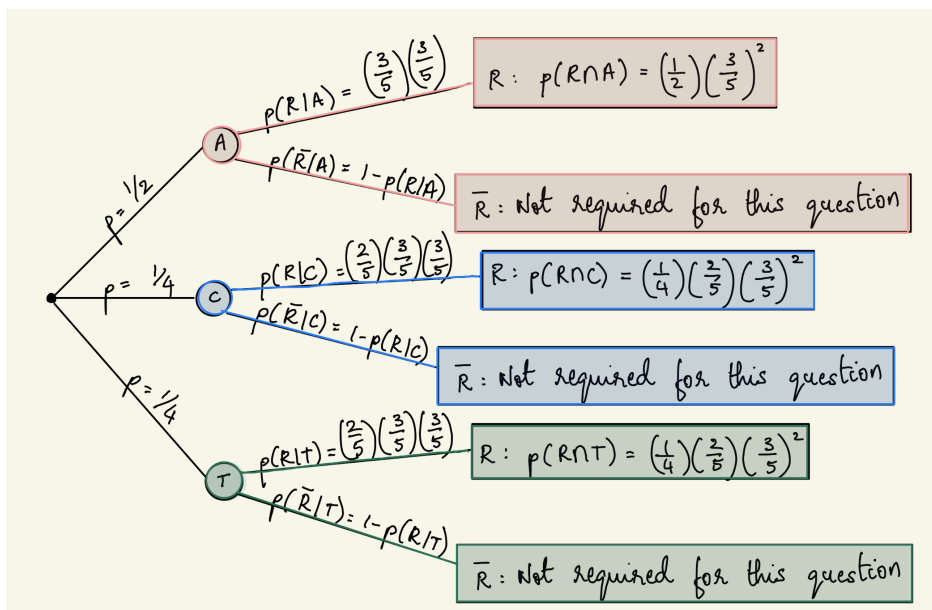 p = 1/2
A
p(R|A) = (3/5)(3/5)
R : p(R∩A) = (1/2)(3/5)²
p(R̅|A) = 1-p(R|A)
R̅ : Not required for this question
p = 1/4
C
p(R|C) = (2/5)(3/5)(3/5)
R : p(R∩C) = (1/4)(2/5)(3/5)²
p(R̅|C) = 1-p(R|C)
R̅ : Not required for this question
p = 1/4
T
p(R|T) = (2/5)(3/5)(3/5)
R : p(R∩T) = (1/4)(2/5)(3/5)²
p(R̅|T) = 1-p(R|T)
R̅ : Not required for this question